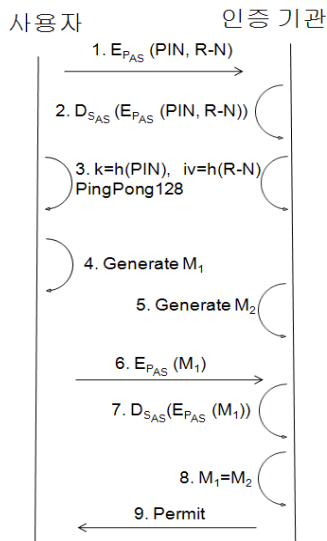 사용자 인증 기관
1. E_PAS (PIN, R-N)
2. D_SAS (E_PAS (PIN, R-N))
3. k=h(PIN), iv=h(R-N)
PingPong128
4. Generate M₁
5. Generate M₂
6. E_PAS (M₁)
7. D_SAS(E_PAS (M₁))
8. M₁=M₂
9. Permit